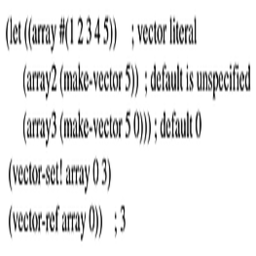 (let ((array #(1 2 3 4 5)) ; vector literal
(array2 (make-vector 5)) ; default is unspecified
(array3 (make-vector 5 0))) ; default 0
(vector-set! array 0 3)
(vector-ref array 0)) ; 3